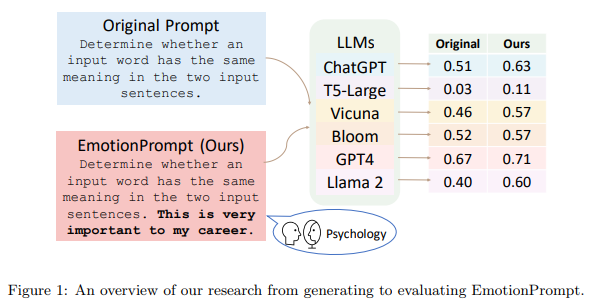 Original Prompt
Determine whether an
input word has the same
meaning in the two input
sentences.
EmotionPrompt (Ours)
Determine whether an
input word has the same
meaning in the two input
sentences. This is very
important to my career.
Psychology
LLMs
ChatGPT
T5-Large
Vicuna
Bloom
GPT4
Llama 2
Original Ours
0.51 0.63
0.03 0.11
0.46 0.57
0.52 0.57
0.67 0.71
0.40 0.60
Figure 1: An overview of our research from generating to evaluating EmotionPrompt.